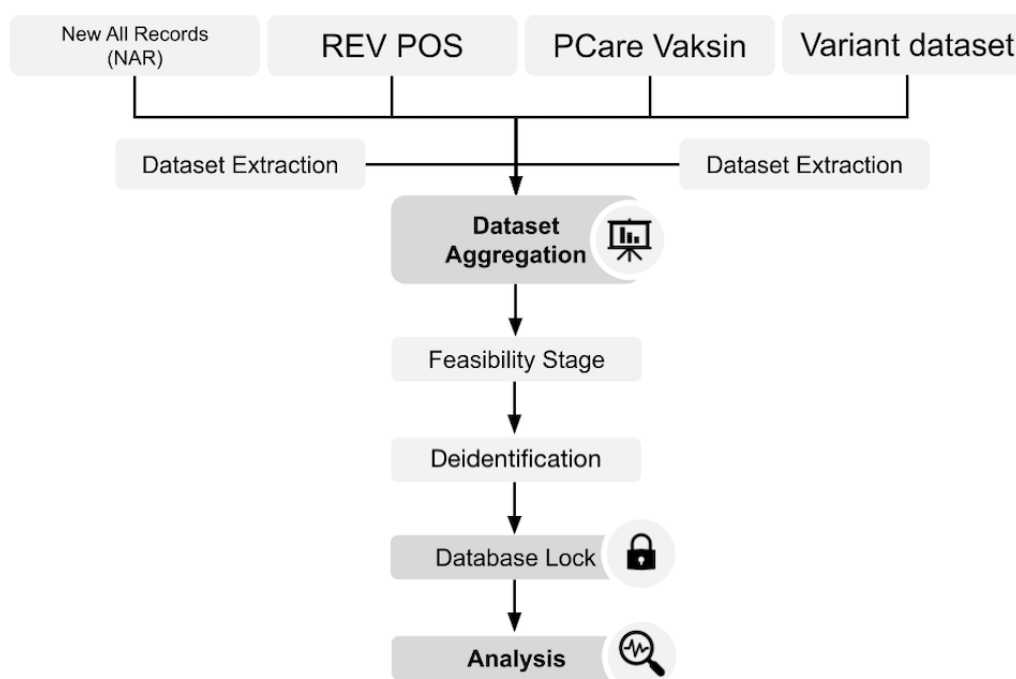 New All Records
(NAR)
REV POS
PCare Vaksin
Variant dataset
Dataset Extraction
Dataset Extraction
Dataset
Aggregation
Feasibility Stage
Deidentification
Database Lock
Analysis